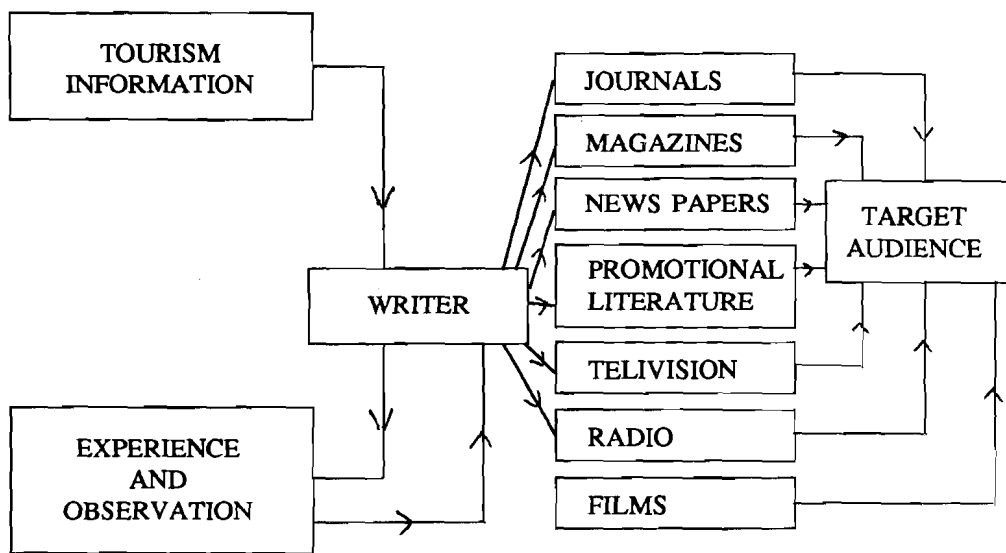 TOURISM
INFORMATION
JOURNALS
MAGAZINES
NEWS PAPERS
PROMOTIONAL
LITERATURE
TELIVISION
RADIO
FILMS
TARGET
AUDIENCE
WRITER
EXPERIENCE
AND
OBSERVATION